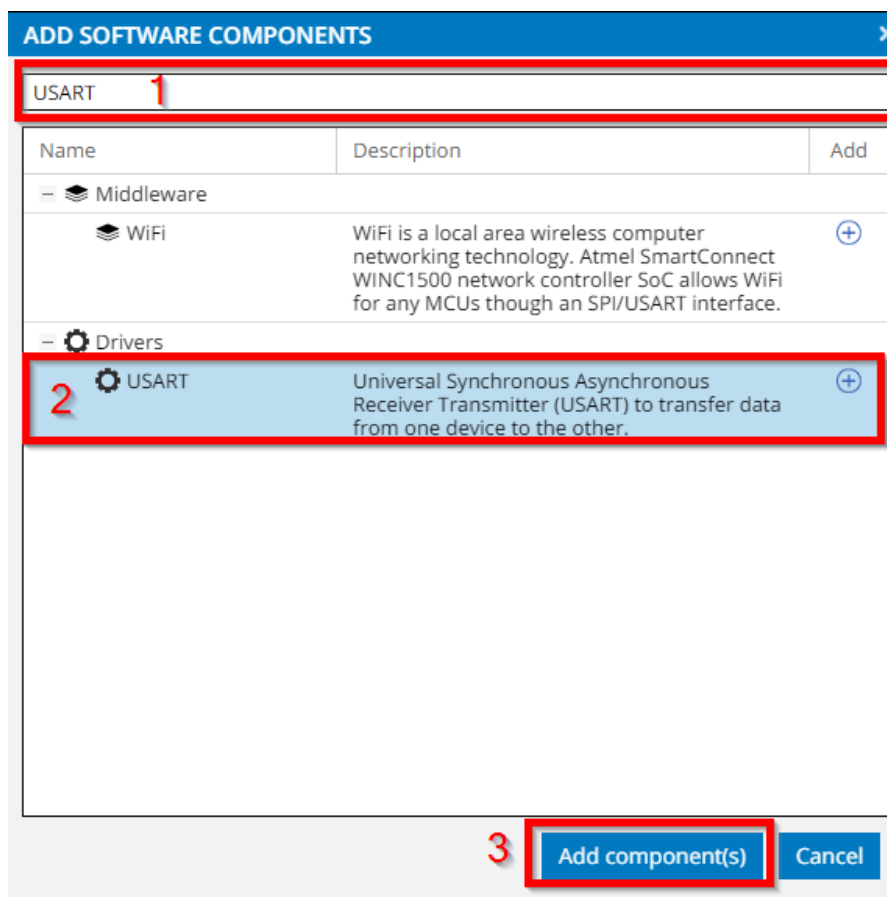 ADD SOFTWARE COMPONENTS
USART 1
Name Description Add
Middleware
WiFi WiFi is a local area wireless computer
networking technology. Atmel SmartConnect
WINC1500 network controller SoC allows WiFi
for any MCUs though an SPI/USART interface.
Drivers
2 USART Universal Synchronous Asynchronous
Receiver Transmitter (USART) to transfer data
from one device to the other.
3 Add component(s) Cancel